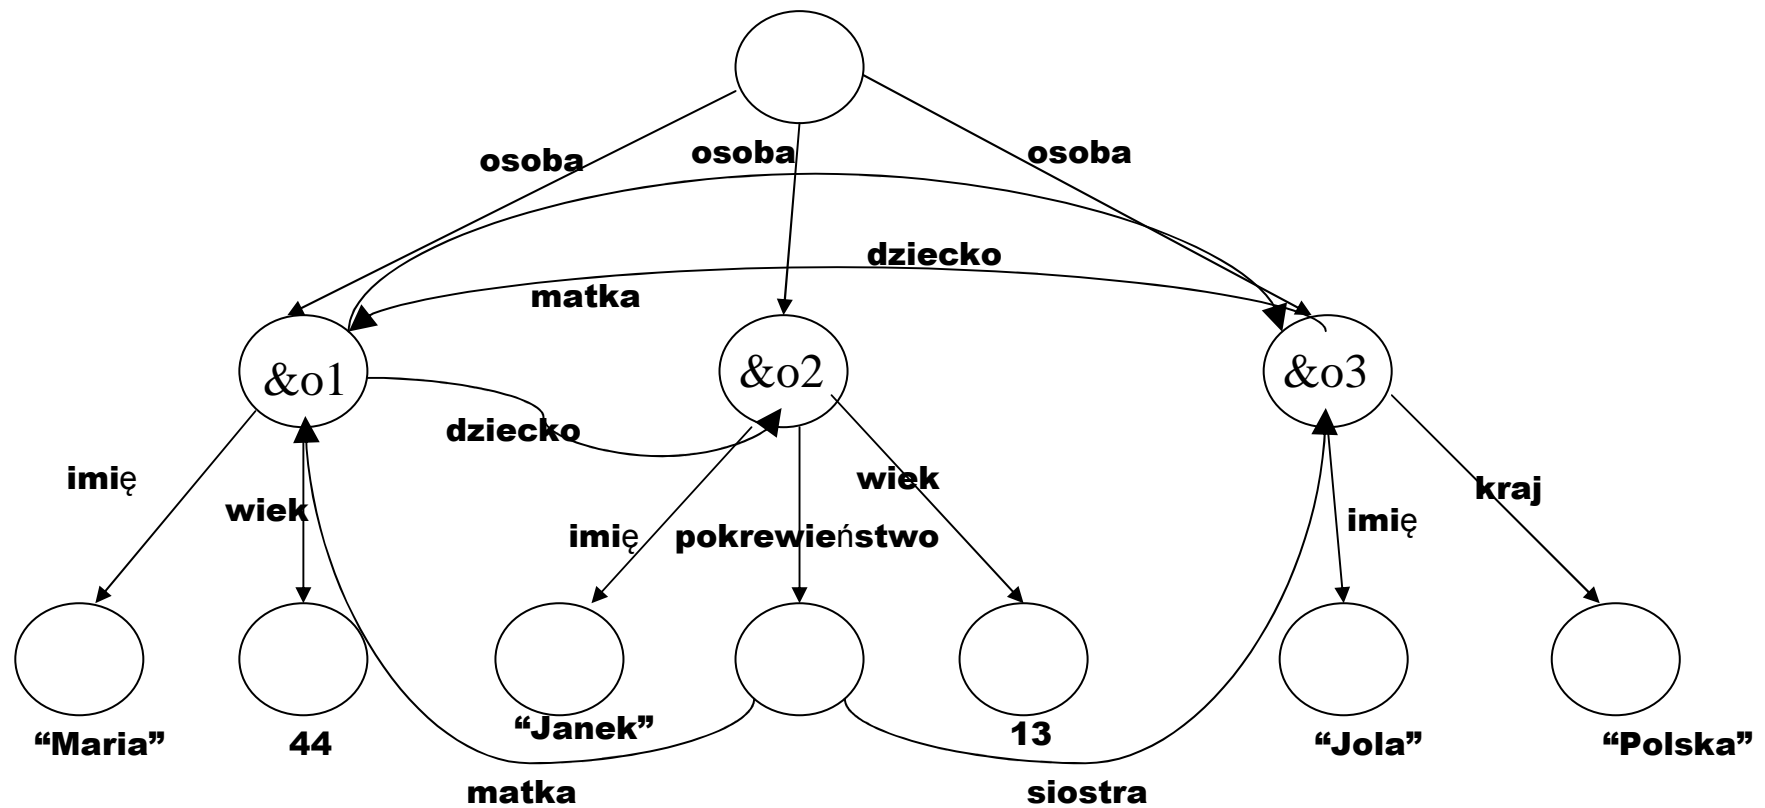 osoba
osoba
osoba
dziecko
matka
&o1
&o2
&o3
dziecko
imię
wiek
wiek
kraj
imię
pokrewieństwo
imię
“Maria”
44
“Janek”
13
“Jola”
“Polska”
matka
siostra